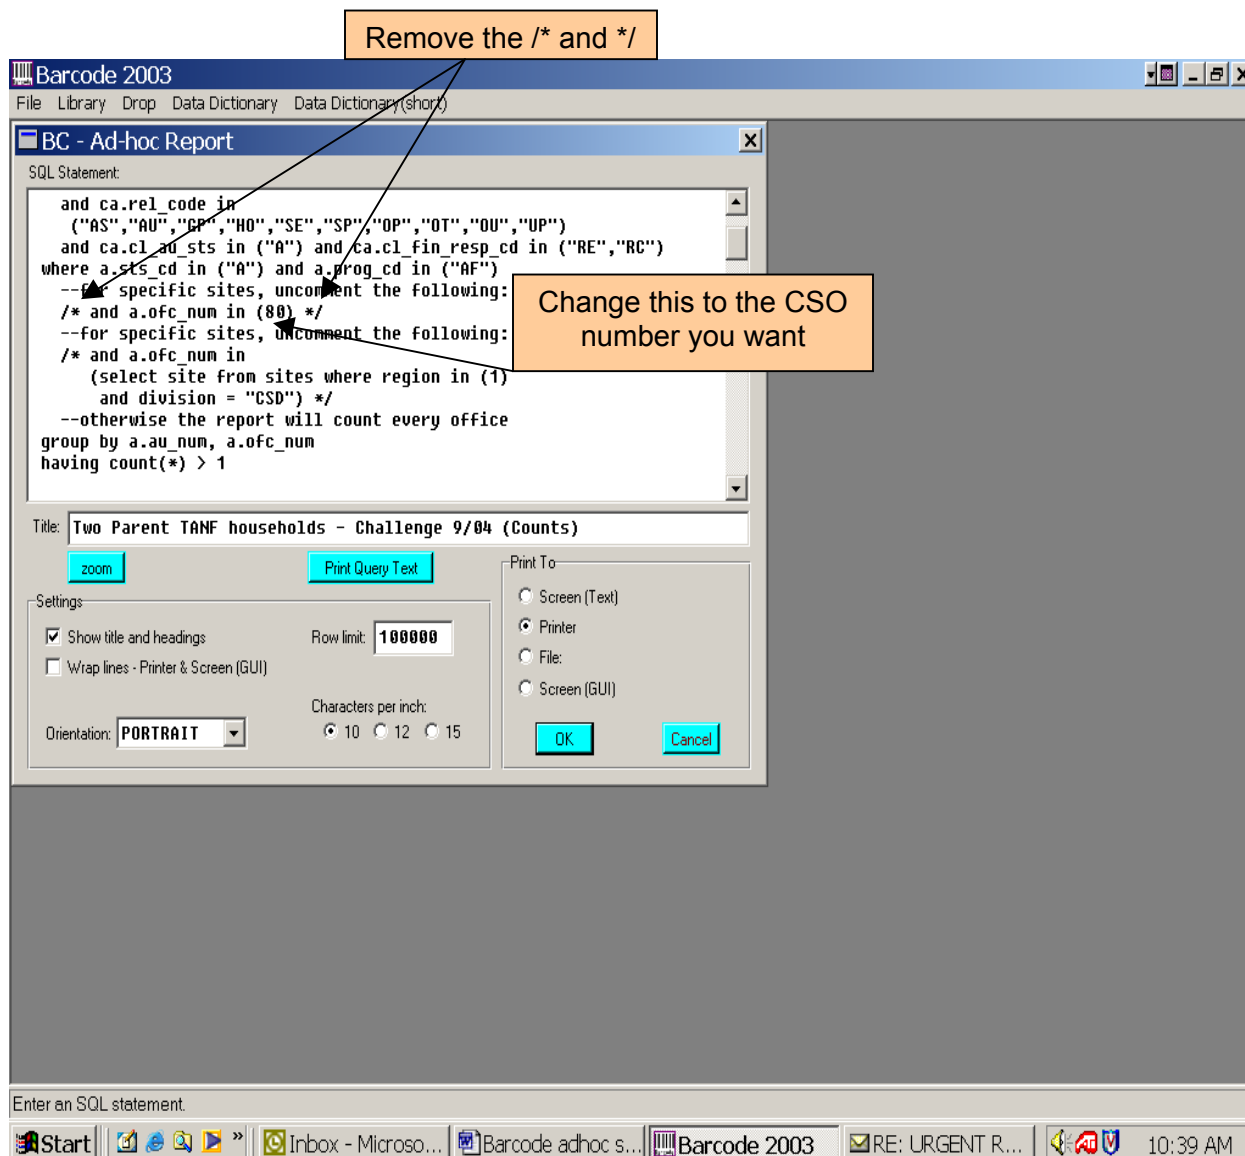 Remove the /* and */
Barcode 2003
File Library Drop Data Dictionary Data Dictionary(short)
BC - Ad-hoc Report
SQL Statement:
and ca.rel_code in
("AS","AU","GP","HO","SE","SP","OP","OT","OU","UP")
and ca.cl_au_sts in ("A") and ca.cl_fin_resp_cd in ("RE","RC")
where a.sts_cd in ("A") and a.prog_cd in ("AF")
--for specific sites, uncomment the following:
/* and a.ofc_num in (80) */
--for specific sites, uncomment the following:
/* and a.ofc_num in
(select site from sites where region in (1)
and division = "CSD") */
--otherwise the report will count every office
group by a.au_num, a.ofc_num
having count(*) > 1
Change this to the CSO
number you want
Title: Two Parent TANF households - Challenge 9/04 (Counts)
zoom Print Query Text
Print To
Settings
Screen (Text)
Show title and headings Row limit: 100000
Printer
Wrap lines - Printer & Screen (GUI)
File:
Screen (GUI)
Characters per inch:
Orientation: PORTRAIT 10 12 15
OK Cancel
Enter an SQL statement.
Start » Inbox - Microso... Barcode adhoc s... Barcode 2003 RE: URGENT R... 10:39 AM